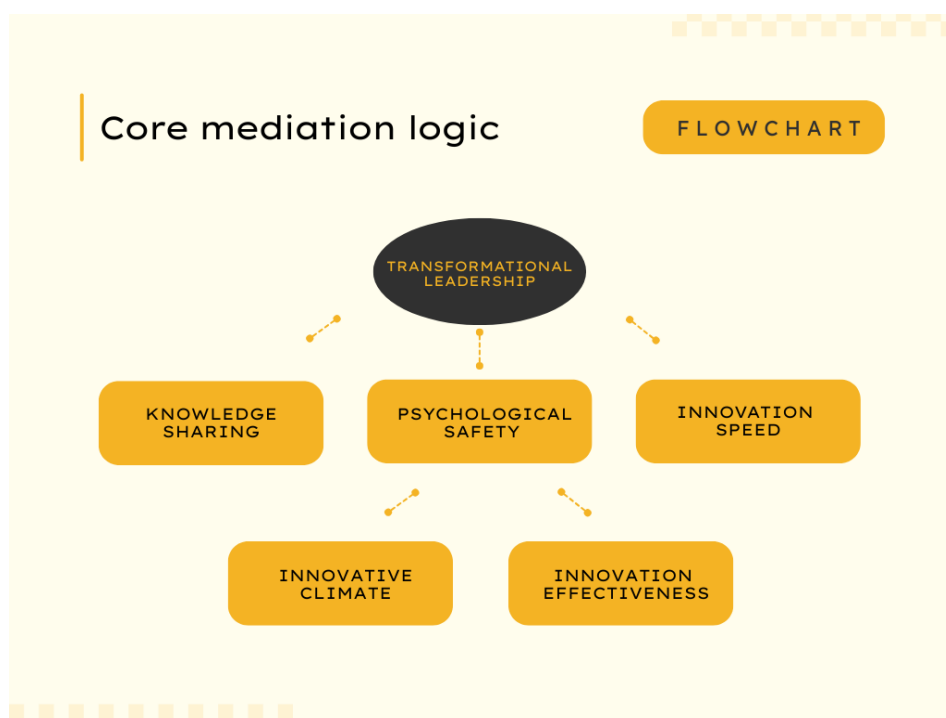 Core mediation logic
FLOWCHART
TRANSFORMATIONAL
LEADERSHIP
KNOWLEDGE
SHARING
PSYCHOLOGICAL
SAFETY
INNOVATION
SPEED
INNOVATIVE
CLIMATE
INNOVATION
EFFECTIVENESS